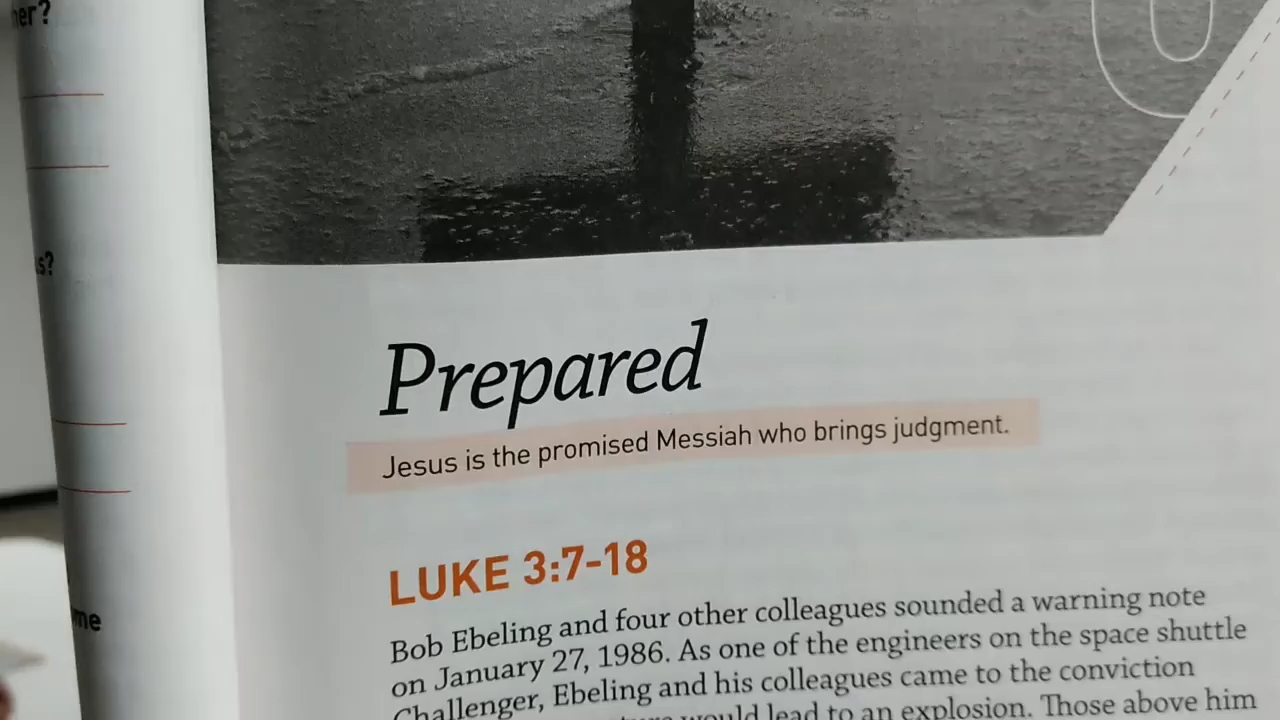 her?
s?
me
Prepared
Jesus is the promised Messiah who brings judgment.
LUKE 3:7-18
Bob Ebeling and four other colleagues sounded a warning note
on January 27, 1986. As one of the engineers on the space shuttle
Challenger, Ebeling and his colleagues came to the conviction
would lead to an explosion. Those above him